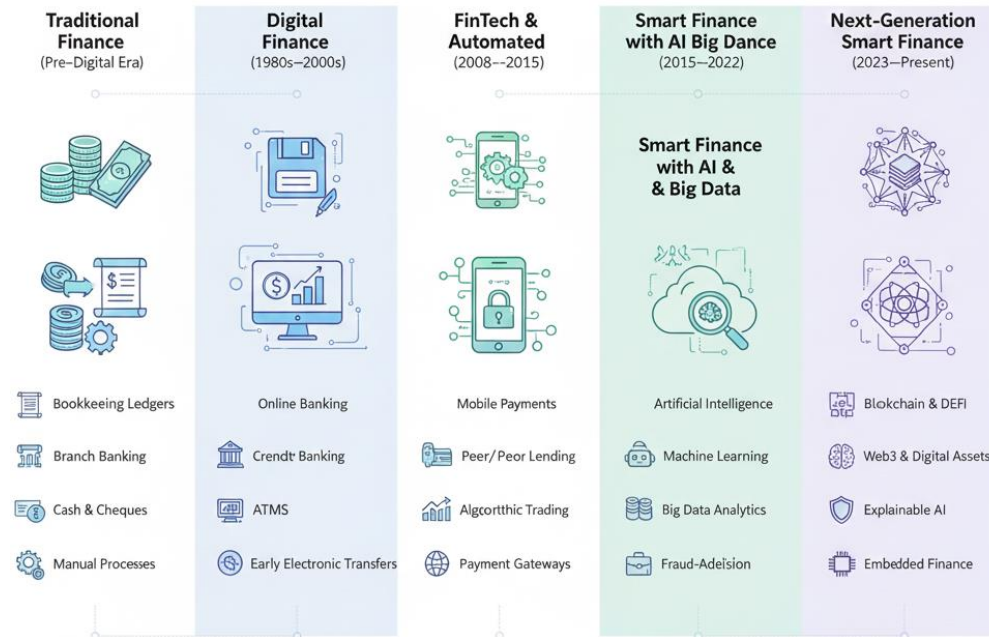 Traditional
Finance
(Pre-Digital Era)
Digital
Finance
(1980s—2000s)
FinTech &
Automated
(2008--2015)
Smart Finance
with AI Big Dance
(2015—2022)
Next-Generation
Smart Finance
(2023—Present)
Smart Finance
with AI &
& Big Data
Bookkeeing Ledgers
Online Banking
Mobile Payments
Artificial Intelligence
Blokchain & DEFI
Branch Banking
Crendt Banking
Peer/Peor Lending
Machine Learning
Web3 & Digital Assets
Cash & Cheques
ATMS
Algcortthic Trading
Big Data Analytics
Explainable AI
Manual Processes
Early Electronic Transfers
Payment Gateways
Fraud-Adeision
Embedded Finance